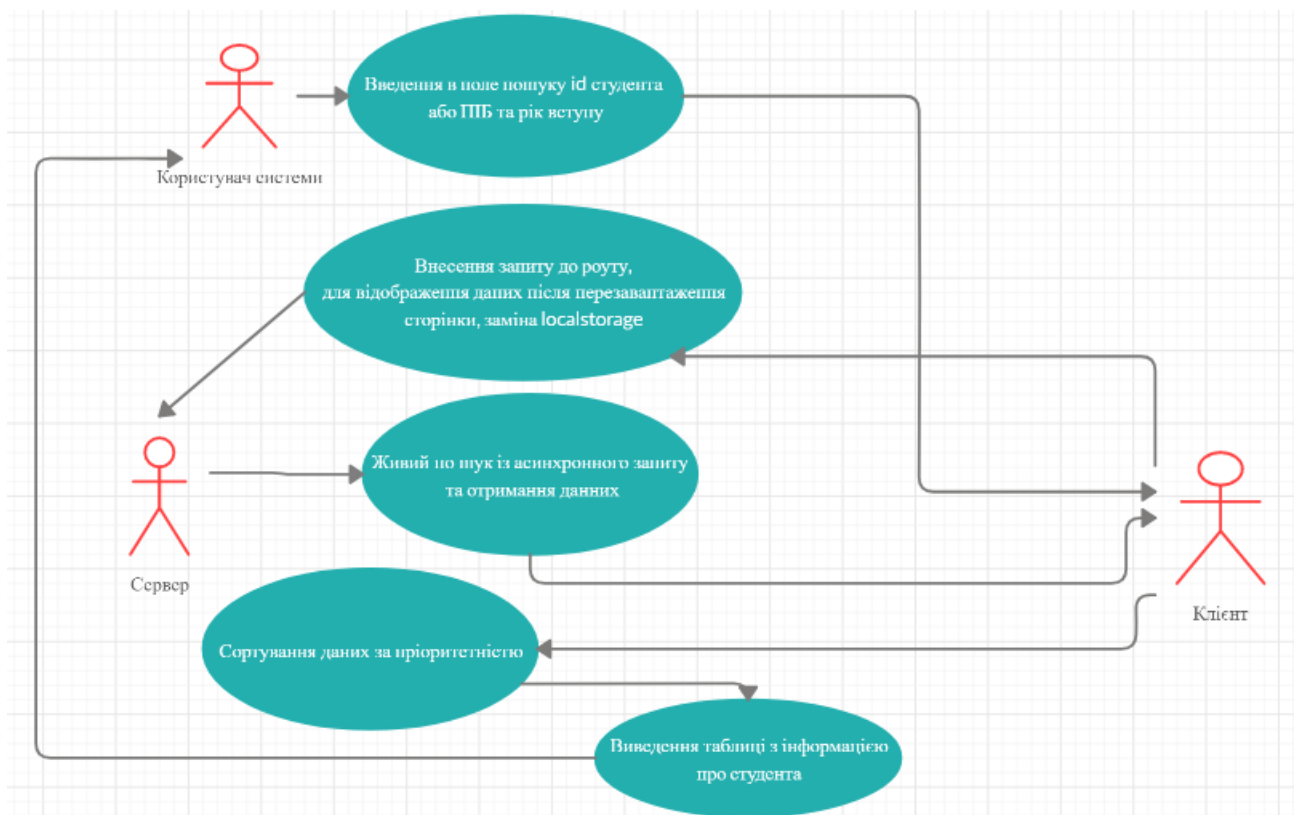 Введення в поле пошуку id студента
або ПІБ та рік вступу
Користувач системи
Внесення запиту до роуту,
для відображення даних після перезавантаження
сторінки, заміна localstorage
Живий по шук із асинхронного запиту
та отримання данних
Сервер
Клієнт
Сортування даних за пріоритетністю
Виведення таблиці з інформацією
про студента